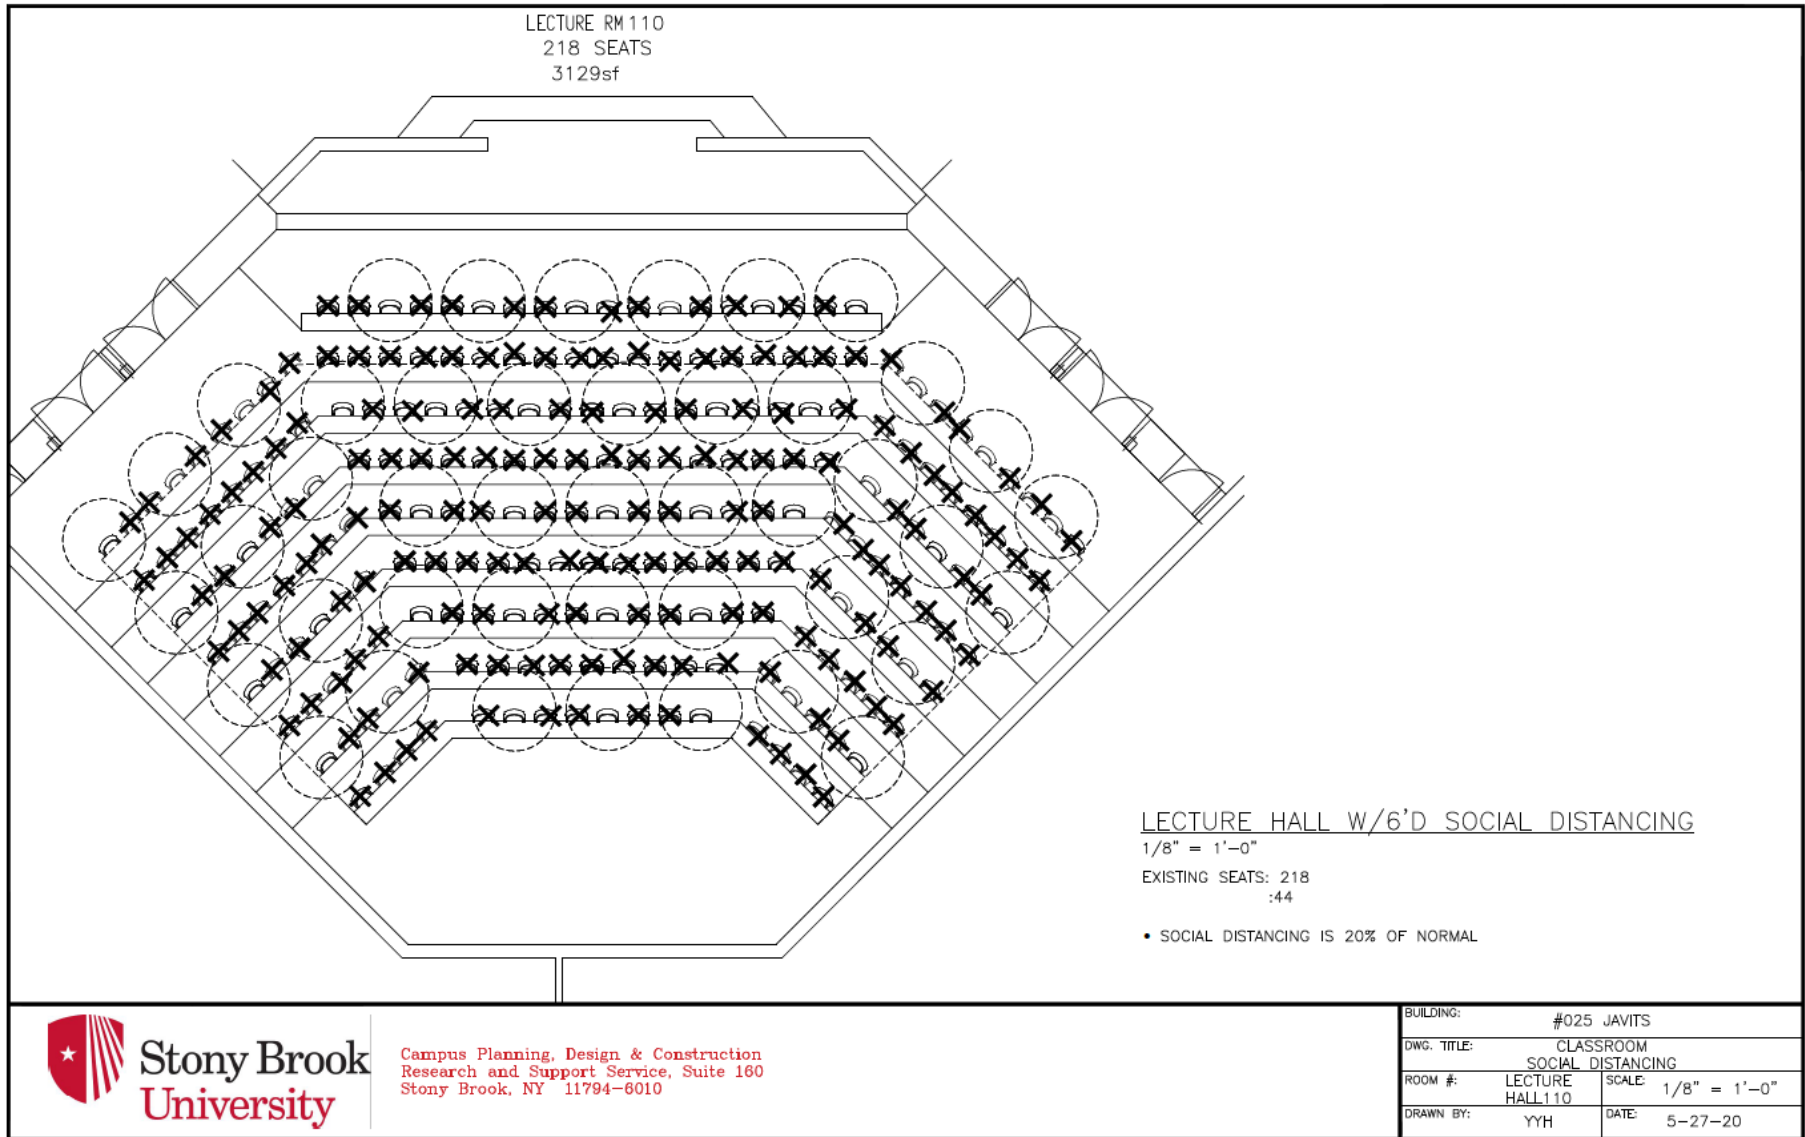 LECTURE RM110
218 SEATS
3129sf
LECTURE HALL W/6'D SOCIAL DISTANCING
1/8" = 1'-0"
EXISTING SEATS: 218
:44
• SOCIAL DISTANCING IS 20% OF NORMAL
Stony Brook
University
Campus Planning, Design & Construction
Research and Support Service, Suite 160
Stony Brook, NY 11794-6010
BUILDING: #025 JAVITS
DWG. TITLE: CLASSROOM
SOCIAL DISTANCING
ROOM #: LECTURE
HALL110
SCALE: 1/8" = 1'-0"
DRAWN BY: YYH
DATE: 5-27-20